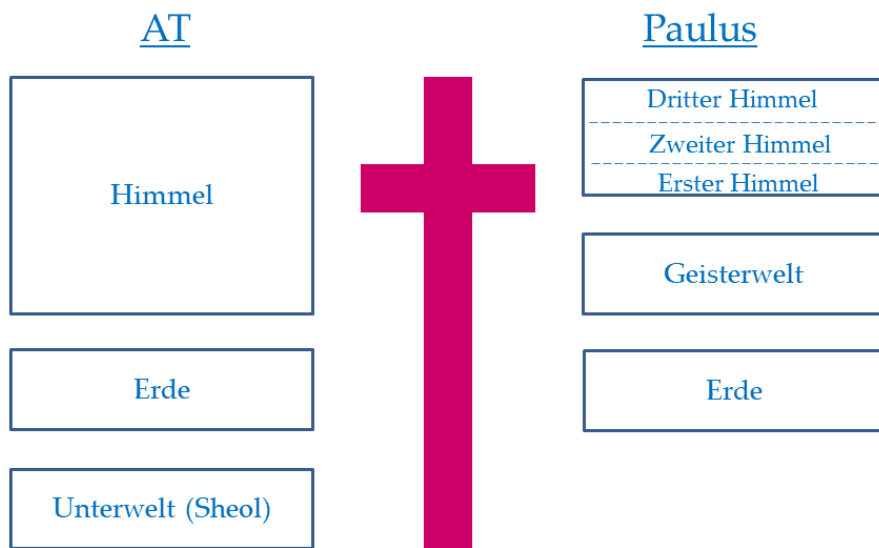 AT
Himmel
Erde
Unterwelt (Sheol)
Paulus
Dritter Himmel
Zweiter Himmel
Erster Himmel
Geisterwelt
Erde